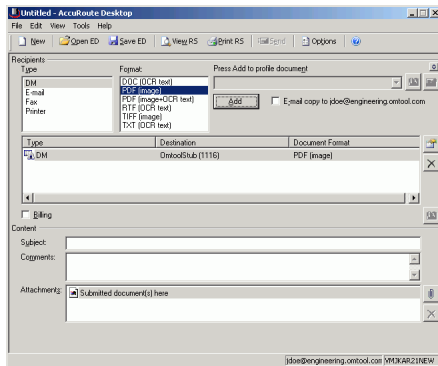 Untitled - AccuRoute Desktop
File Edit View Tools Help
New Open ED Save ED View RS Print RS Send Options
Recipients
Type Format Press Add to profile document
DM
E-mail
Fax
Printer
DOC (OCR text)
PDF (image)
PDF (image+OCR text)
RTF (OCR text)
TIFF (image)
TXT (OCR text)
Add E-mail copy to jdoe@engineering.omtool.com
Type Destination Document Format
DM OmtoolStub (1116) PDF (image)
Billing
Content
Subject:
Comments:
Attachments: Submitted document(s) here
jdoe@engineering.omtool.com VMJKAR21NEW